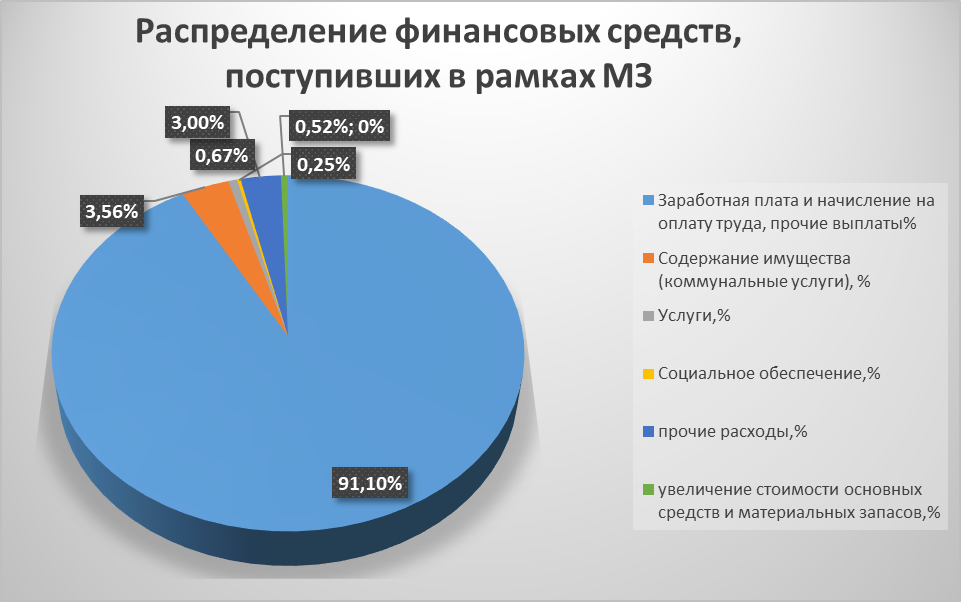 Распределение финансовых средств,
поступивших в рамках МЗ
3,00%
0,52%; 0%
0,67%
0,25%
3,56%
91,10%
Заработная плата и начисление на
оплату труда, прочие выплаты%
Содержание имущества
(коммунальные услуги), %
Услуги,%
Социальное обеспечение,%
прочие расходы,%
увеличение стоимости основных
средств и материальных запасов,%